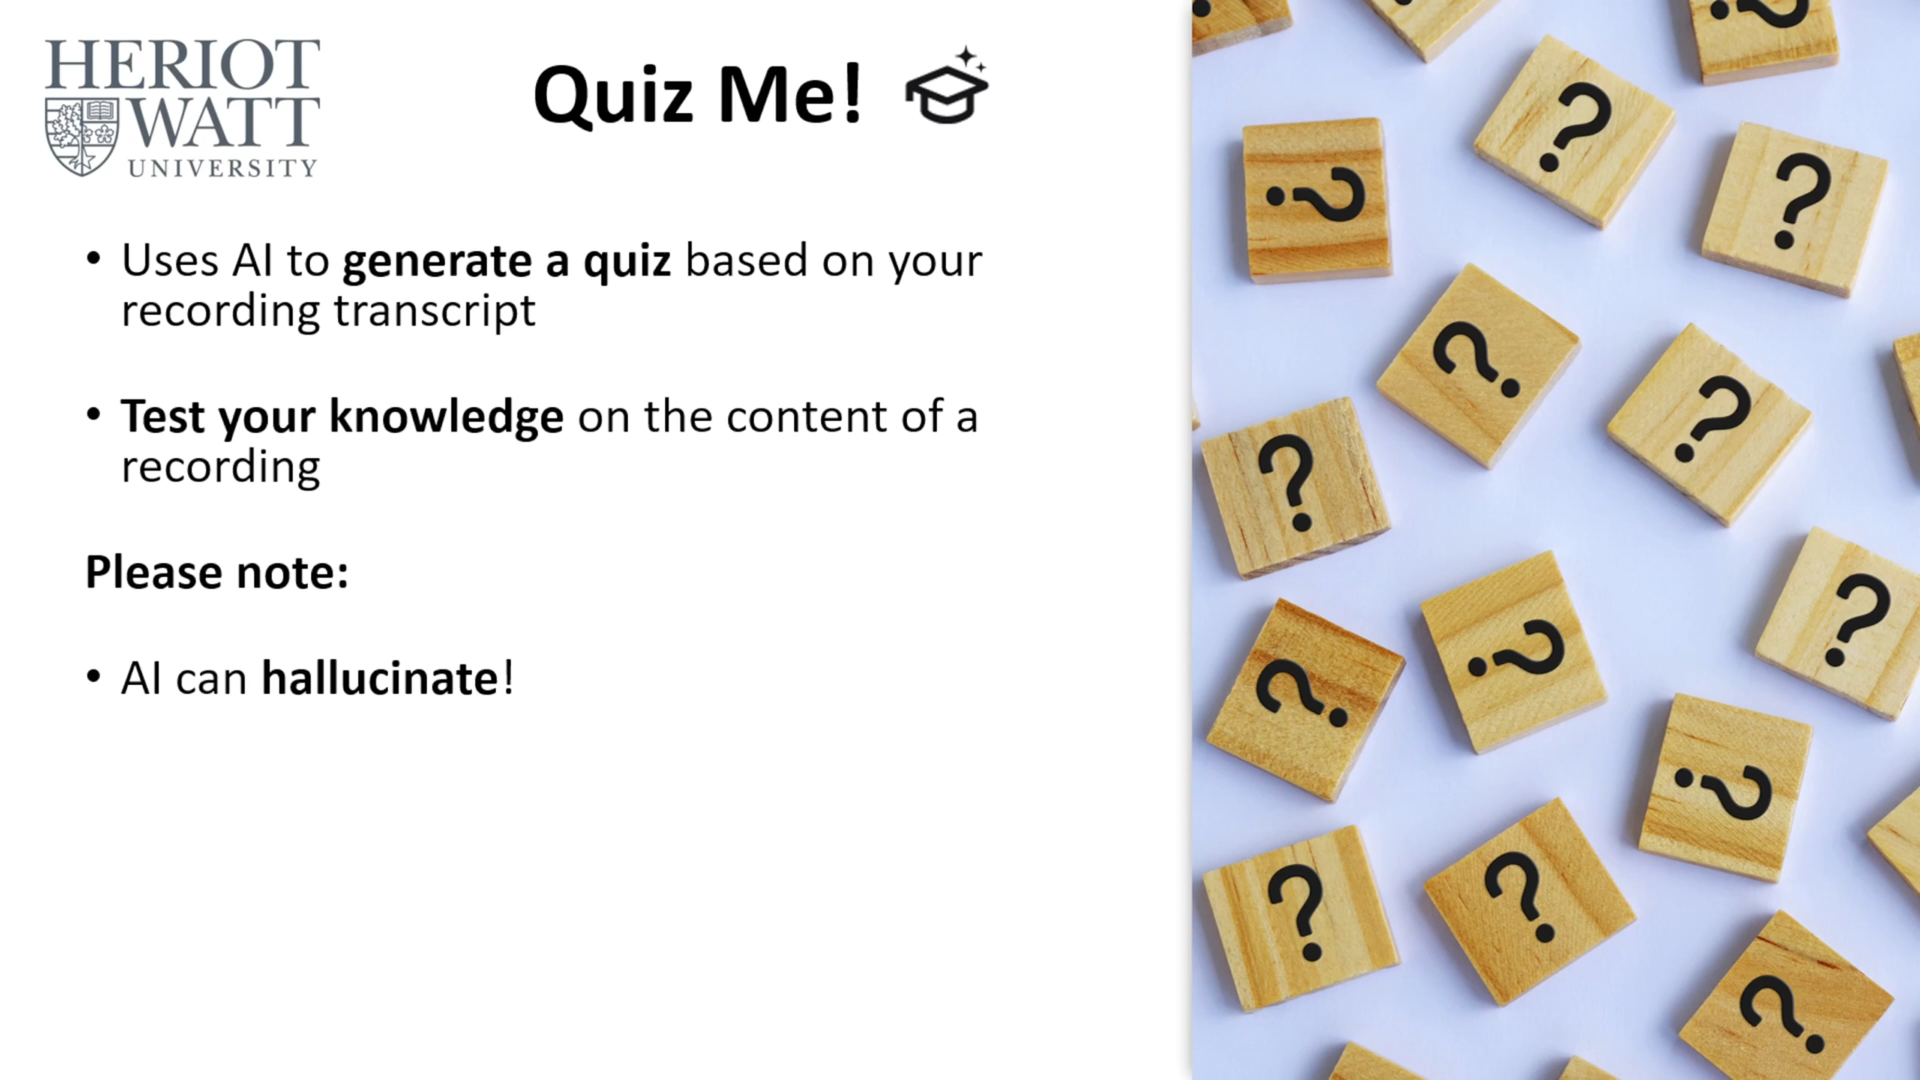 HERIOT
WATT
UNIVERSITY
Quiz Me!
• Uses AI to generate a quiz based on your
recording transcript
• Test your knowledge on the content of a
recording
Please note:
• AI can hallucinate!
?
?
?
?
?
?
?
?
?
?
?
?
?
?